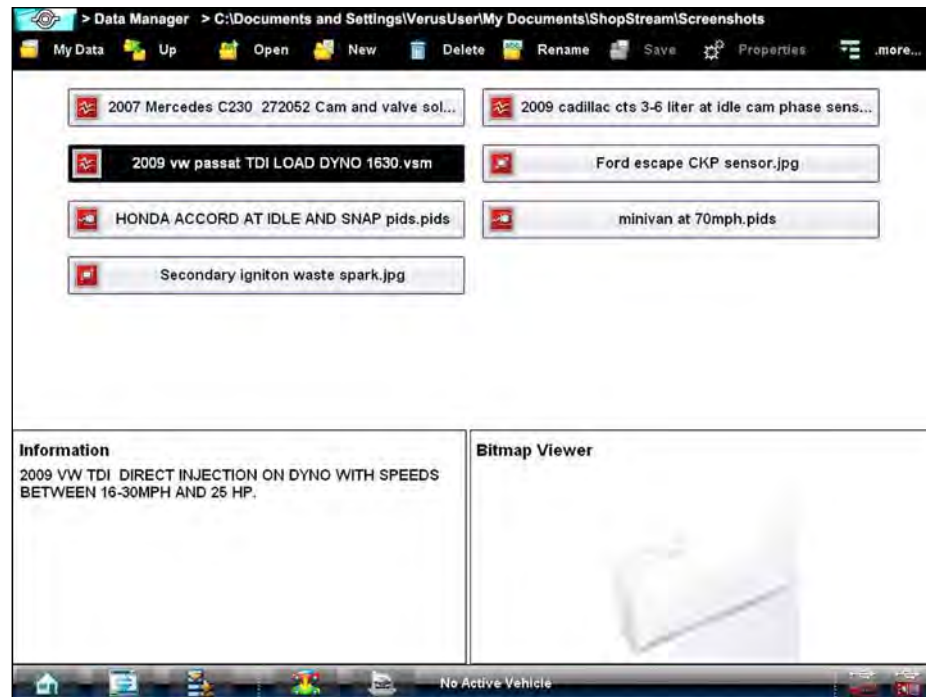 > Data Manager > C:\Documents and Settings\VerusUser\My Documents\ShopStream\Screenshots
My Data Up Open New Delete Rename Save Properties .more...
2007 Mercedes C230 272052 Cam and valve sol... 2009 cadillac cts 3-6 liter at idle cam phase sens...
2009 vw passat TDI LOAD DYNO 1630.vsm Ford escape CKP sensor.jpg
HONDA ACCORD AT IDLE AND SNAP pids.pids minivan at 70mph.pids
Secondary igniton waste spark.jpg
Information Bitmap Viewer
2009 VW TDI DIRECT INJECTION ON DYNO WITH SPEEDS
BETWEEN 16-30MPH AND 25 HP.
No Active Vehicle